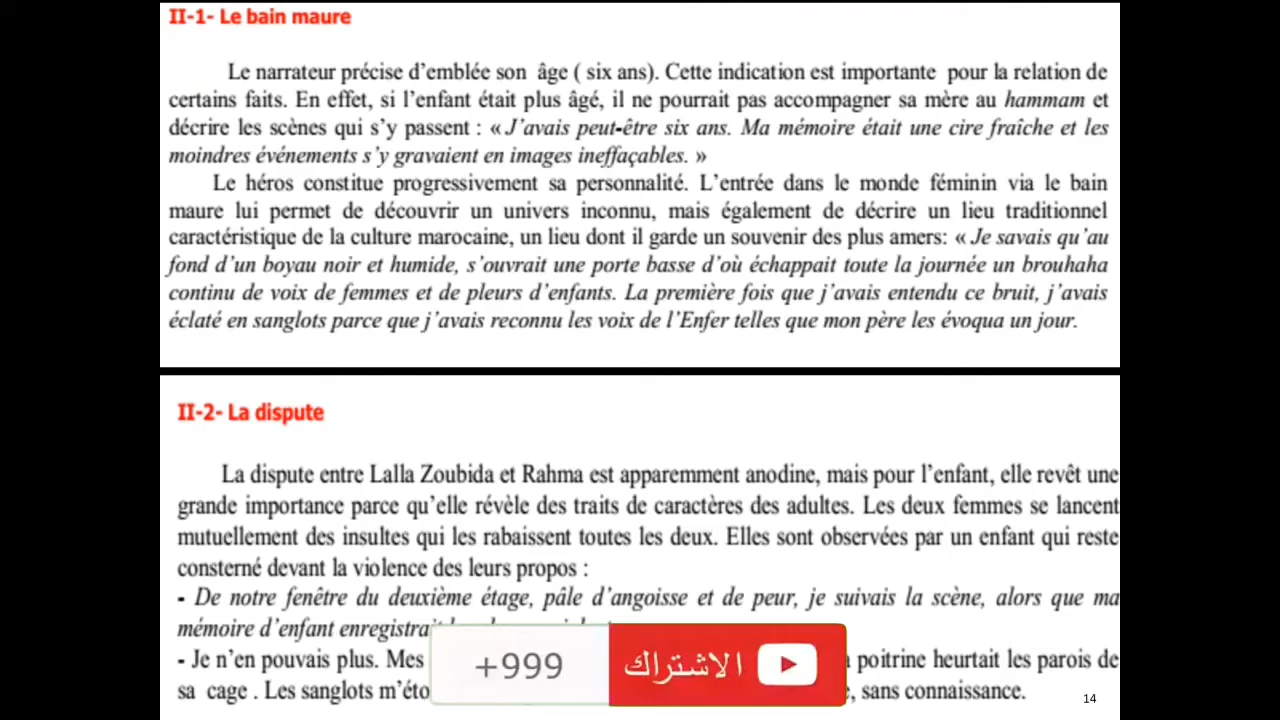 II-1- Le bain maure
Le narrateur précise d'emblée son âge ( six ans). Cette indication est importante pour la relation de
certains faits. En effet, si l'enfant était plus âgé, il ne pourrait pas accompagner sa mère au hammam et
décrire les scènes qui s'y passent : « J'avais peut-être six ans. Ma mémoire était une cire fraîche et les
moindres événements s'y gravaient en images ineffaçables. »
Le héros constitue progressivement sa personnalité. L'entrée dans le monde féminin via le bain
maure lui permet de découvrir un univers inconnu, mais également de décrire un lieu traditionnel
caractéristique de la culture marocaine, un lieu dont il garde un souvenir des plus amers: « Je savais qu'au
fond d'un boyau noir et humide, s'ouvrait une porte basse d'où échappait toute la journée un brouhaha
continu de voix de femmes et de pleurs d'enfants. La première fois que j'avais entendu ce bruit, j'avais
éclaté en sanglots parce que j'avais reconnu les voix de l'Enfer telles que mon père les évoqua un jour.
II-2- La dispute
La dispute entre Lalla Zoubida et Rahma est apparemment anodine, mais pour l'enfant, elle revêt une
grande importance parce qu'elle révèle des traits de caractères des adultes. Les deux femmes se lancent
mutuellement des insultes qui les rabaissent toutes les deux. Elles sont observées par un enfant qui reste
consterné devant la violence des leurs propos :
- De notre fenêtre du deuxième étage, pâle d'angoisse et de peur, je suivais la scène, alors que ma
mémoire d'enfant enregistrait
- Je n'en pouvais plus. Mes poitrine heurtait les parois de
sa cage . Les sanglots m'éto , sans connaissance.
+999 الاشتراك
14